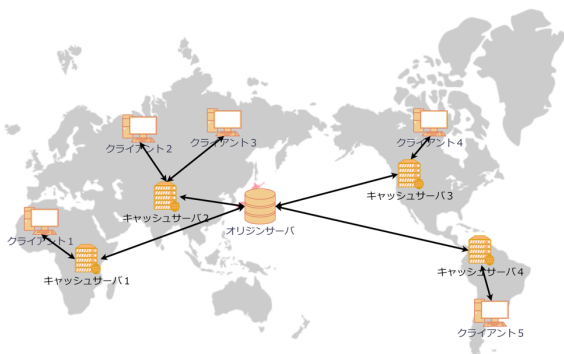 クライアント2
クライアント3
クライアント4
キャッシュサーバ2
キャッシュサーバ3
オリジンサーバ
クライアント1
キャッシュサーバ1
キャッシュサーバ4
クライアント5